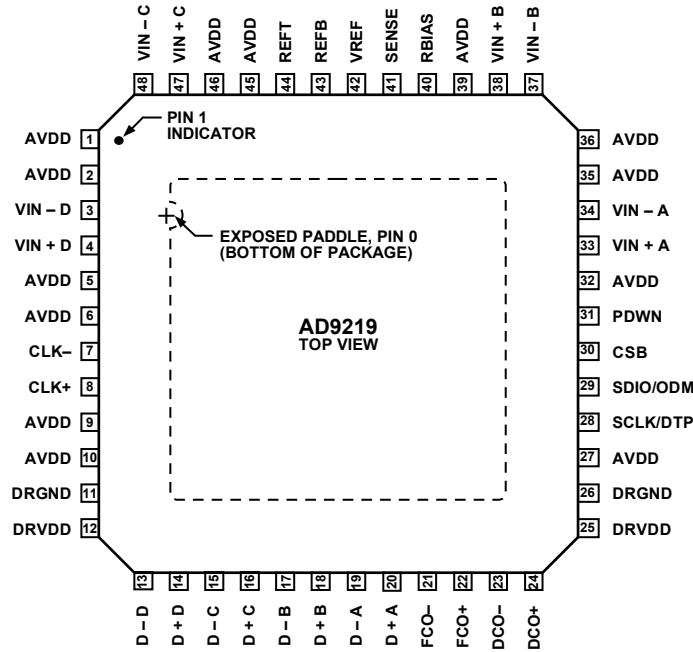 VIN – C
VIN + C
AVDD
AVDD
REFT
REFB
VREF
SENSE
RBIAS
AVDD
VIN + B
VIN – B
48
47
46
45
44
43
42
41
40
39
38
37
PIN 1
INDICATOR
AVDD 1
AVDD 2
VIN – D 3
VIN + D 4
AVDD 5
AVDD 6
CLK– 7
CLK+ 8
AVDD 9
AVDD 10
DRGND 11
DRVDD 12
EXPOSED PADDLE, PIN 0
(BOTTOM OF PACKAGE)
AD9219
TOP VIEW
36 AVDD
35 AVDD
34 VIN – A
33 VIN + A
32 AVDD
31 PDWN
30 CSB
29 SDIO/ODM
28 SCLK/DTP
27 AVDD
26 DRGND
25 DRVDD
13
14
15
16
17
18
19
20
21
22
23
24
D – D
D + D
D – C
D + C
D – B
D + B
D – A
D + A
FCO–
FCO+
DCO–
DCO+